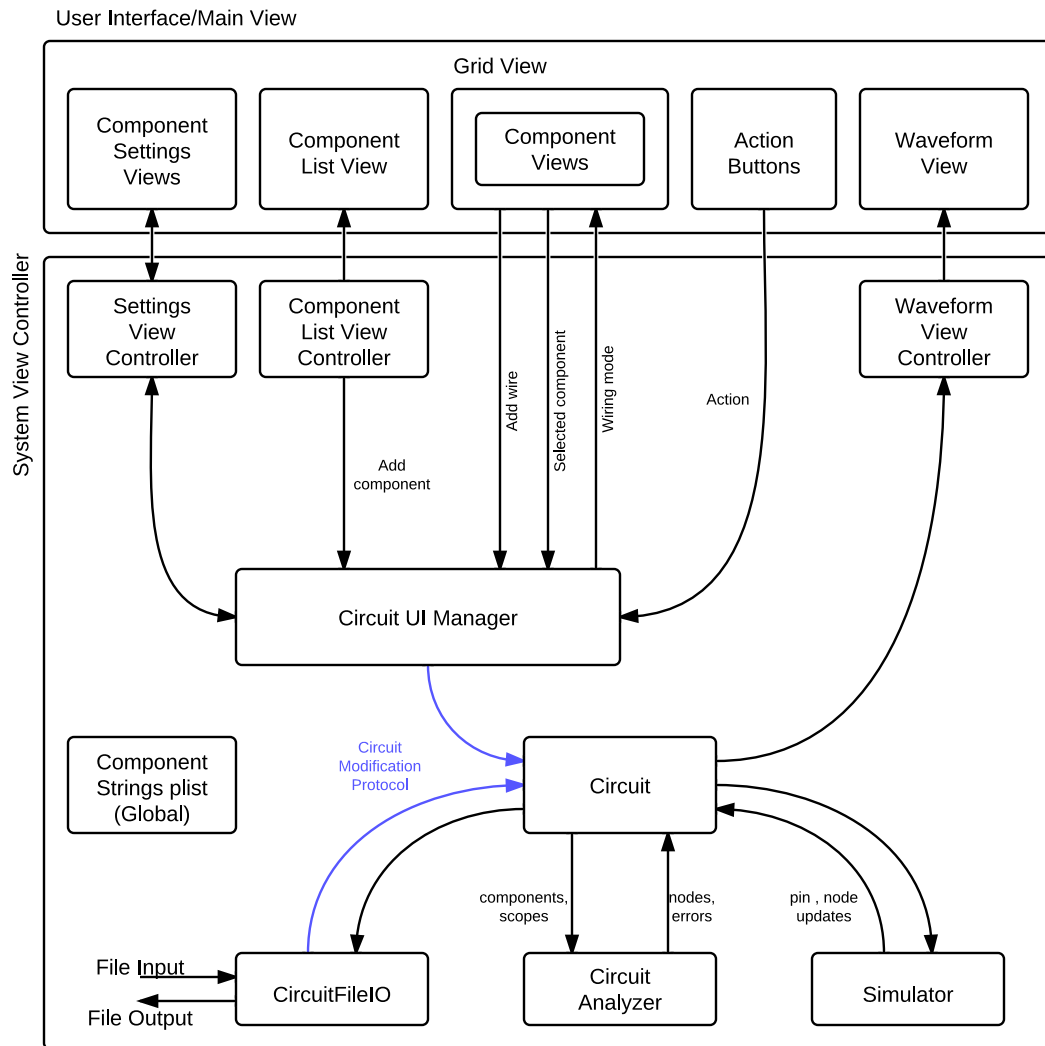 User Interface/Main View
Grid View
Component
Settings
Views
Component
List View
Component
Views
Action
Buttons
Waveform
View
System View Controller
Settings
View
Controller
Component
List View
Controller
Waveform
View
Controller
Add wire
Selected component
Wiring mode
Action
Add
component
Circuit UI Manager
Component
Strings plist
(Global)
Circuit
Modification
Protocol
Circuit
components,
scopes
nodes,
errors
pin , node
updates
File Input
File Output
CircuitFileIO
Circuit
Analyzer
Simulator